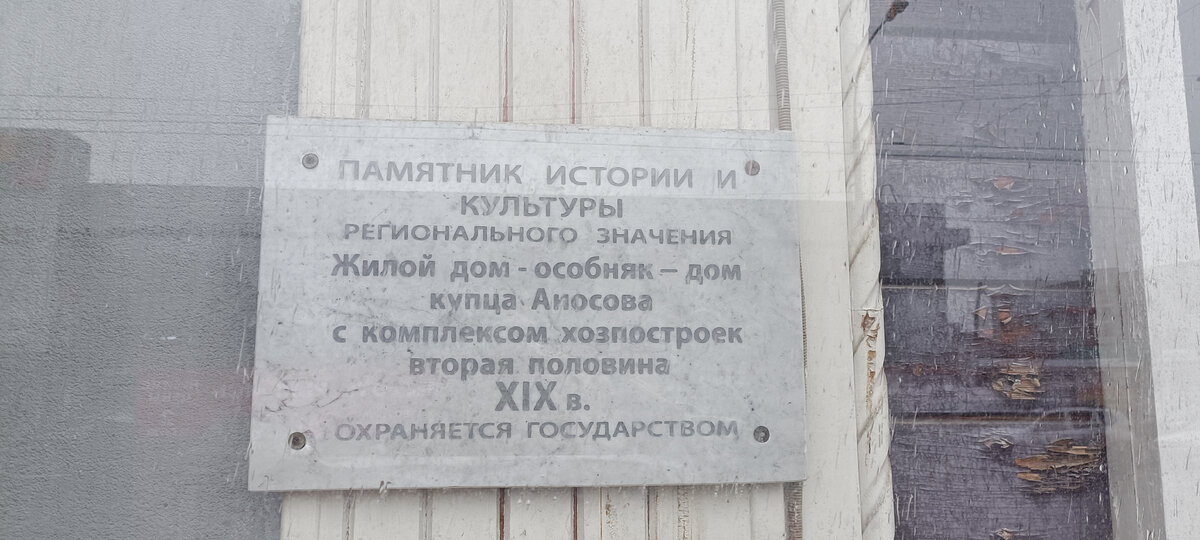 ПАМЯТНИК ИСТОРИИ И
КУЛЬТУРЫ
РЕГИОНАЛЬНОГО ЗНАЧЕНИЯ
Жилой дом - особняк – дом
купца Аносова
с комплексом хозпостроек
вторая половина
XIX в.
ОХРАНЯЕТСЯ ГОСУДАРСТВОМ